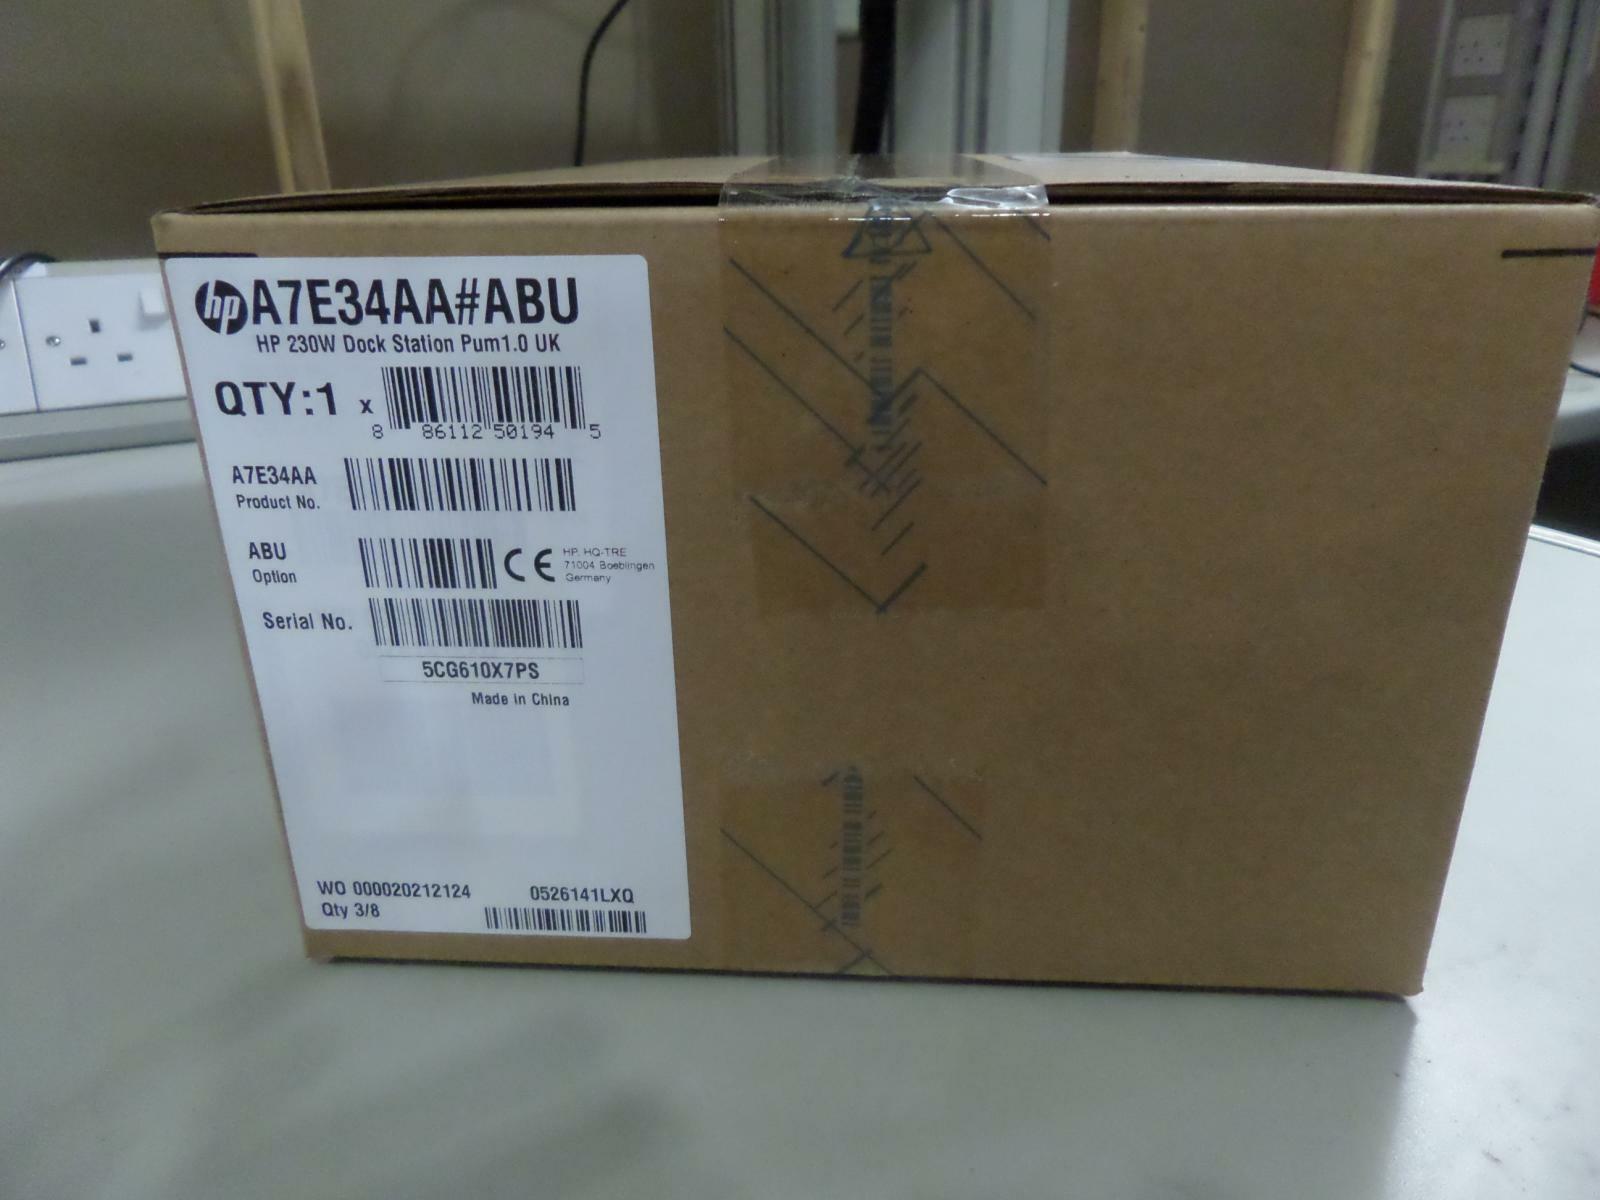 hp A7E34AA#ABU
HP 230W Dock Station Pum1.0 UK
QTY:1 x
8 86112 50194 5
A7E34AA
Product No.
ABU
Option
CE
HP, HQ-TRE
71004 Boeblingen
Germany
Serial No.
5CG610X7PS
Made in China
WO 000020212124
0526141LXQ
Qty 3/8